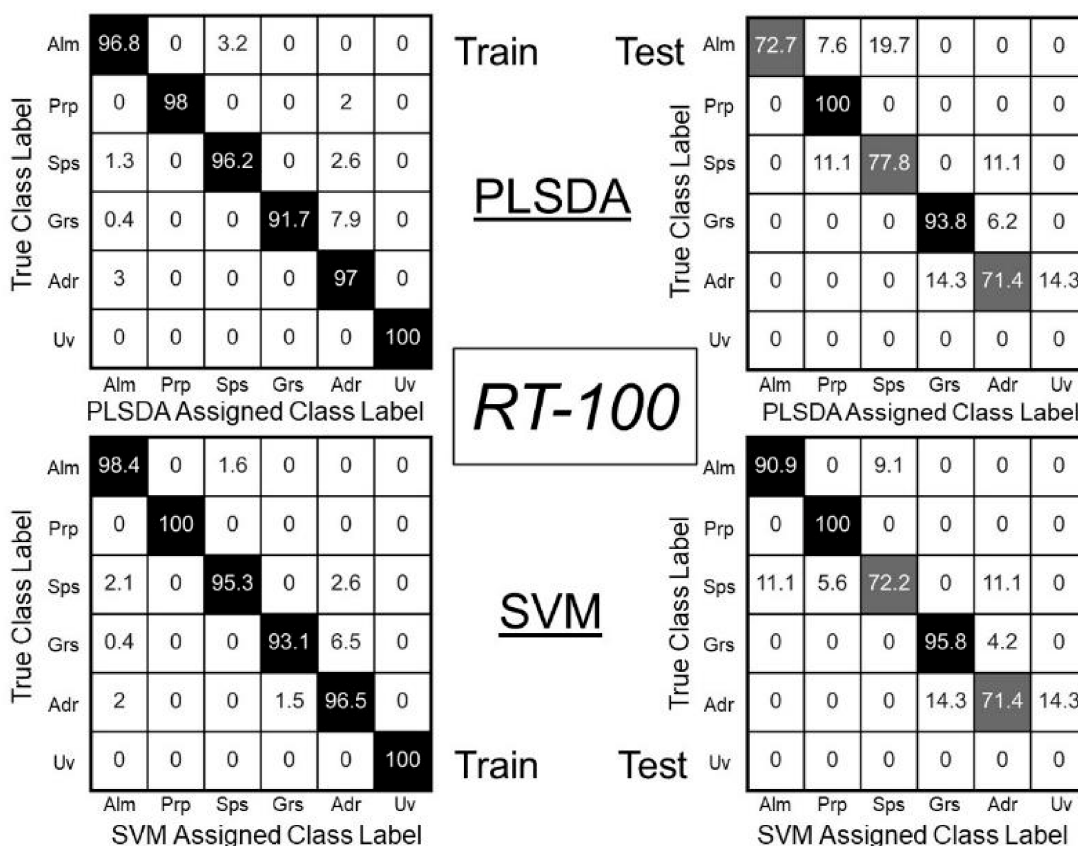 Train Test
True Class Label
Alm 96.8 0 3.2 0 0 0
Prp 0 98 0 0 2 0
Sps 1.3 0 96.2 0 2.6 0
Grs 0.4 0 0 91.7 7.9 0
Adr 3 0 0 0 97 0
Uv 0 0 0 0 0 100
Alm Prp Sps Grs Adr Uv
PLSDA Assigned Class Label
PLSDA
True Class Label
Alm 72.7 7.6 19.7 0 0 0
Prp 0 100 0 0 0 0
Sps 0 11.1 77.8 0 11.1 0
Grs 0 0 0 93.8 6.2 0
Adr 0 0 0 14.3 71.4 14.3
Uv 0 0 0 0 0 0
Alm Prp Sps Grs Adr Uv
PLSDA Assigned Class Label
RT-100
True Class Label
Alm 98.4 0 1.6 0 0 0
Prp 0 100 0 0 0 0
Sps 2.1 0 95.3 0 2.6 0
Grs 0.4 0 0 93.1 6.5 0
Adr 2 0 0 1.5 96.5 0
Uv 0 0 0 0 0 100
Alm Prp Sps Grs Adr Uv
SVM Assigned Class Label
SVM
True Class Label
Alm 90.9 0 9.1 0 0 0
Prp 0 100 0 0 0 0
Sps 11.1 5.6 72.2 0 11.1 0
Grs 0 0 0 95.8 4.2 0
Adr 0 0 0 14.3 71.4 14.3
Uv 0 0 0 0 0 0
Alm Prp Sps Grs Adr Uv
SVM Assigned Class Label
Train Test